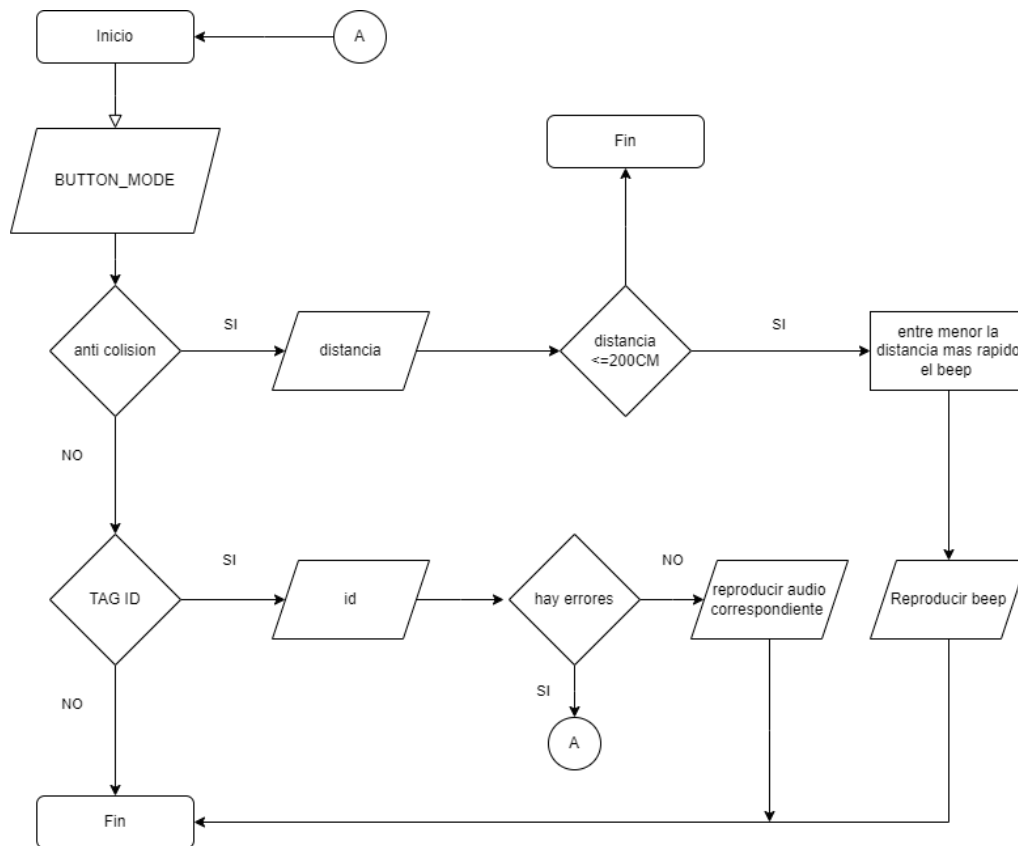 Inicio
A
BUTTON_MODE
Fin
anti colision
SI
distancia
distancia
<=200CM
SI
entre menor la
distancia mas rapido
el beep
NO
TAG ID
SI
id
hay errores
NO
reproducir audio
correspondiente
Reproducir beep
NO
SI
A
Fin